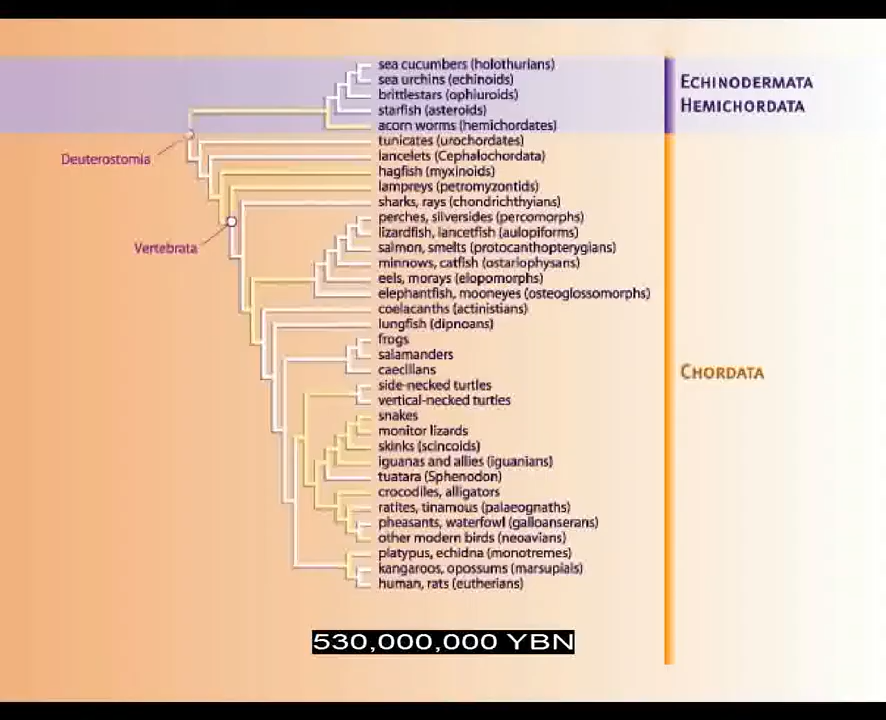 sea cucumbers (holothurians)
sea urchins (echinoids)
brittlestars (ophiuroids)
starfish (asteroids)
acorn worms (hemichordates)
ECHINODERMATA
HEMICHORDATA
tunicates (urochordates)
Deuterostomia
lancelets (Cephalochordata)
hagfish (myxinoids)
lampreys (petromyzontids)
sharks, rays (chondrichthyians)
perches, silversides (percomorphs)
lizardfish, lancetfish (aulopiforms)
Vertebrata
salmon, smelts (protocanthopterygians)
minnows, catfish (ostariophysans)
eels, morays (elopomorphs)
elephantfish, mooneyes (osteoglossomorphs)
coelacanths (actinistians)
lungfish (dipnoans)
frogs
salamanders
caecilians
CHORDATA
side-necked turtles
vertical-necked turtles
snakes
monitor lizards
skinks (scincoids)
iguanas and allies (iguanians)
tuatara (Sphenodon)
crocodiles, alligators
ratites, tinamous (palaeognaths)
pheasants, waterfowl (galloanserans)
other modern birds (neoavians)
platypus, echidna (monotremes)
kangaroos, opossums (marsupials)
human, rats (eutherians)
530,000,000 YBN